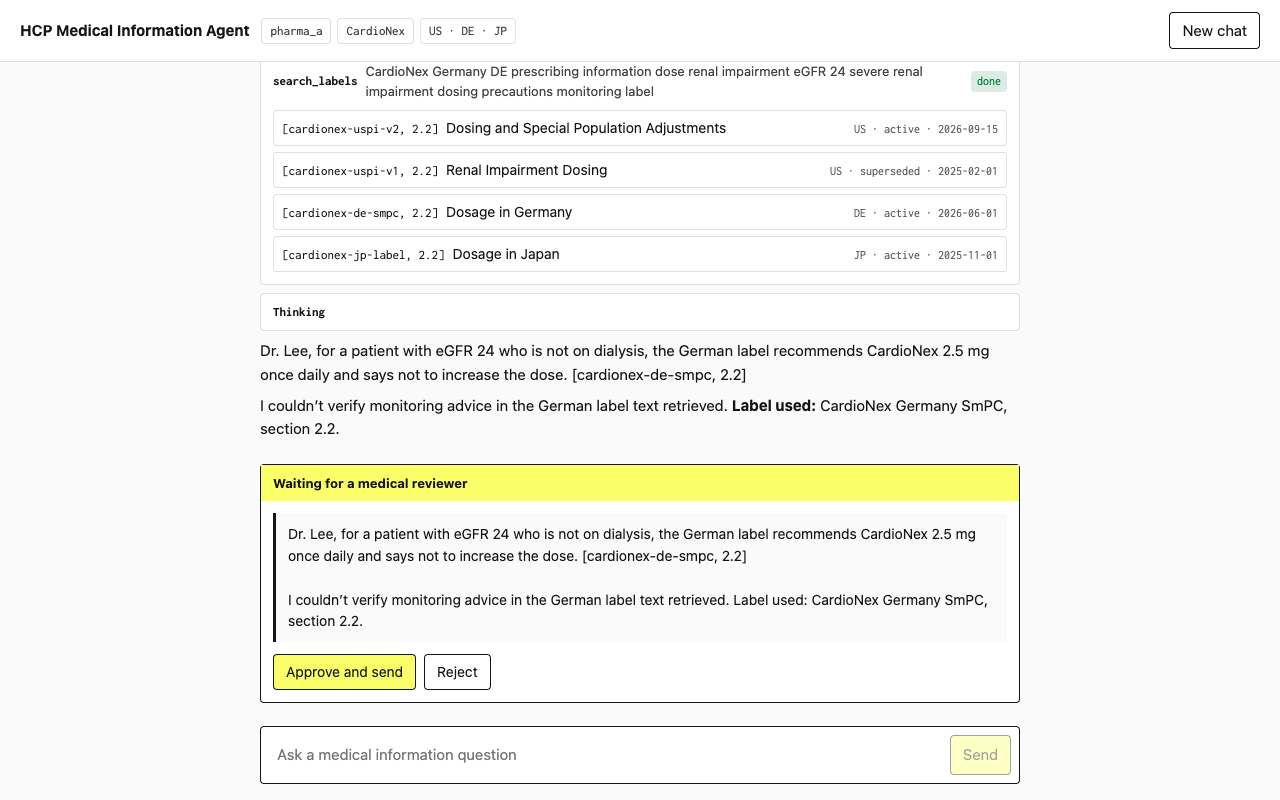 HCP Medical Information Agent pharma_a CardioNex US · DE · JP New chat
search_labels CardioNex Germany DE prescribing information dose renal impairment eGFR 24 severe renal impairment dosing precautions monitoring label done
[cardionex-uspi-v2, 2.2] Dosing and Special Population Adjustments US · active · 2026-09-15
[cardionex-uspi-v1, 2.2] Renal Impairment Dosing US · superseded · 2025-02-01
[cardionex-de-smpc, 2.2] Dosage in Germany DE · active · 2026-06-01
[cardionex-jp-label, 2.2] Dosage in Japan JP · active · 2025-11-01
Thinking
Dr. Lee, for a patient with eGFR 24 who is not on dialysis, the German label recommends CardioNex 2.5 mg
once daily and says not to increase the dose. [cardionex-de-smpc, 2.2]
I couldn’t verify monitoring advice in the German label text retrieved. Label used: CardioNex Germany SmPC,
section 2.2.
Waiting for a medical reviewer
Dr. Lee, for a patient with eGFR 24 who is not on dialysis, the German label recommends CardioNex 2.5 mg
once daily and says not to increase the dose. [cardionex-de-smpc, 2.2]
I couldn’t verify monitoring advice in the German label text retrieved. Label used: CardioNex Germany SmPC,
section 2.2.
Approve and send Reject
Ask a medical information question Send